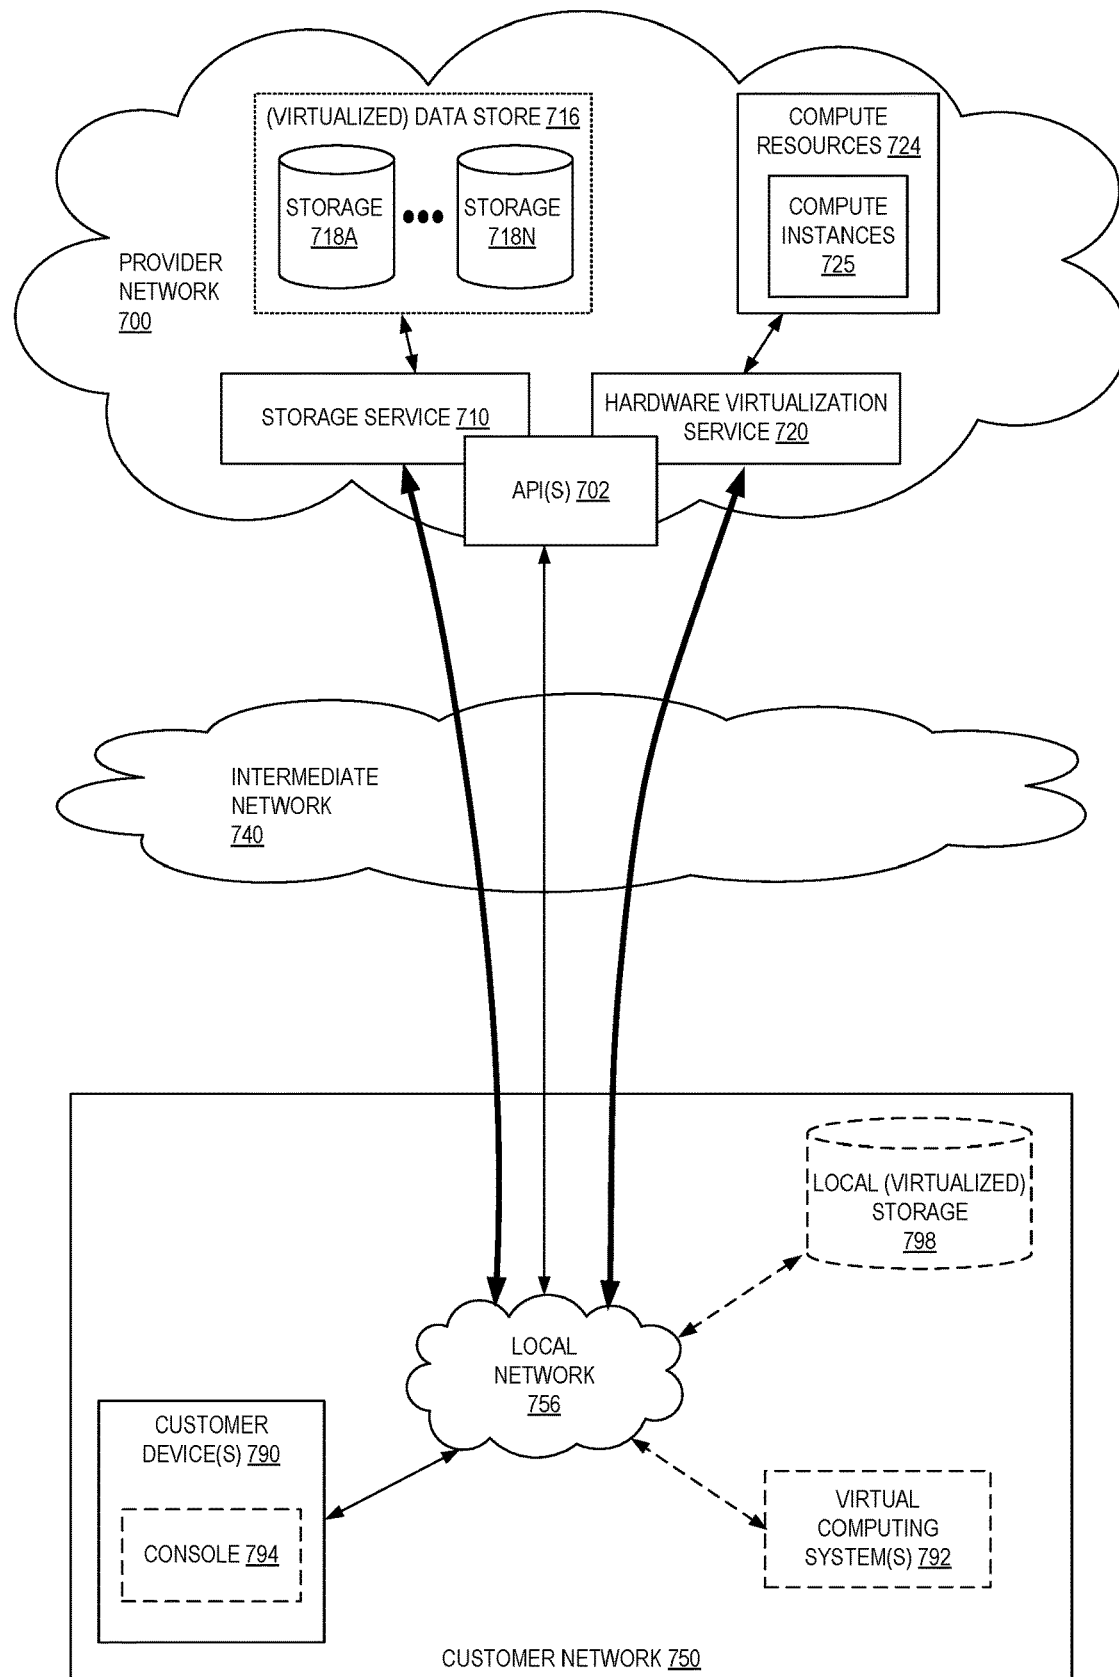 (VIRTUALIZED) DATA STORE 716
STORAGE
718A
STORAGE
718N
COMPUTE
RESOURCES 724
COMPUTE
INSTANCES
725
PROVIDER
NETWORK
700
STORAGE SERVICE 710
HARDWARE VIRTUALIZATION
SERVICE 720
API(S) 702
INTERMEDIATE
NETWORK
740
LOCAL (VIRTUALIZED)
STORAGE
798
LOCAL
NETWORK
756
CUSTOMER
DEVICE(S) 790
CONSOLE 794
VIRTUAL
COMPUTING
SYSTEM(S) 792
CUSTOMER NETWORK 750